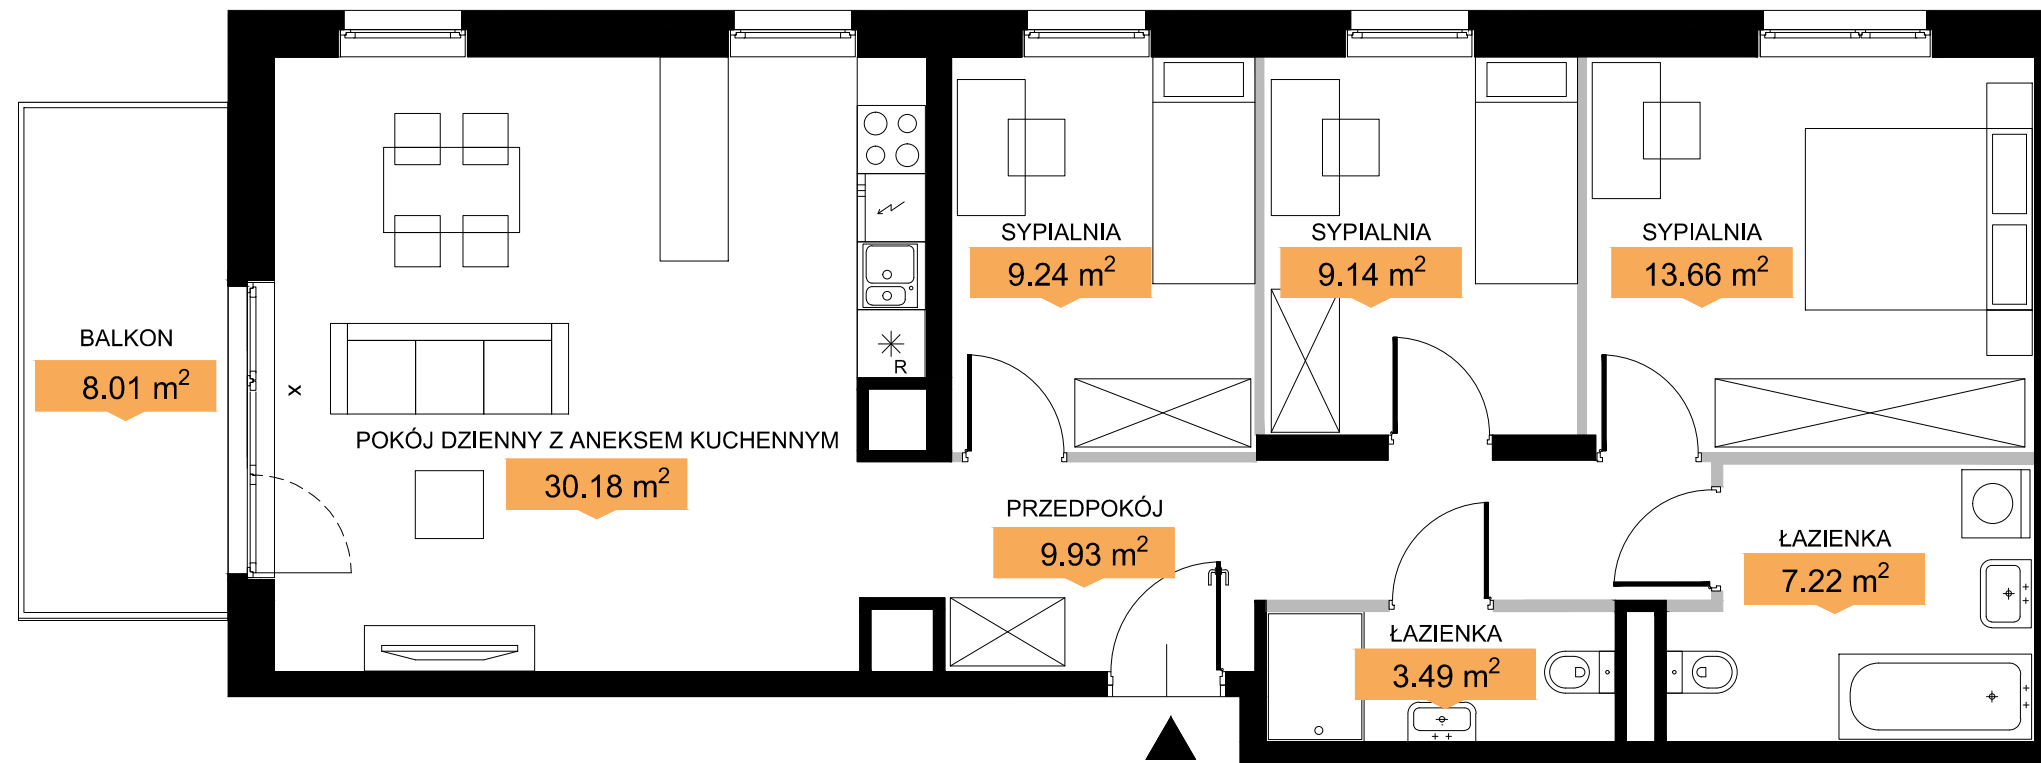 SYPIALNIA
9.24 m²
SYPIALNIA
9.14 m²
SYPIALNIA
13.66 m²
BALKON
8.01 m²
x
R
POKÓJ DZIENNY Z ANEKSEM KUCHENNYM
30.18 m²
PRZEDPOKÓJ
9.93 m²
ŁAZIENKA
7.22 m²
ŁAZIENKA
3.49 m²